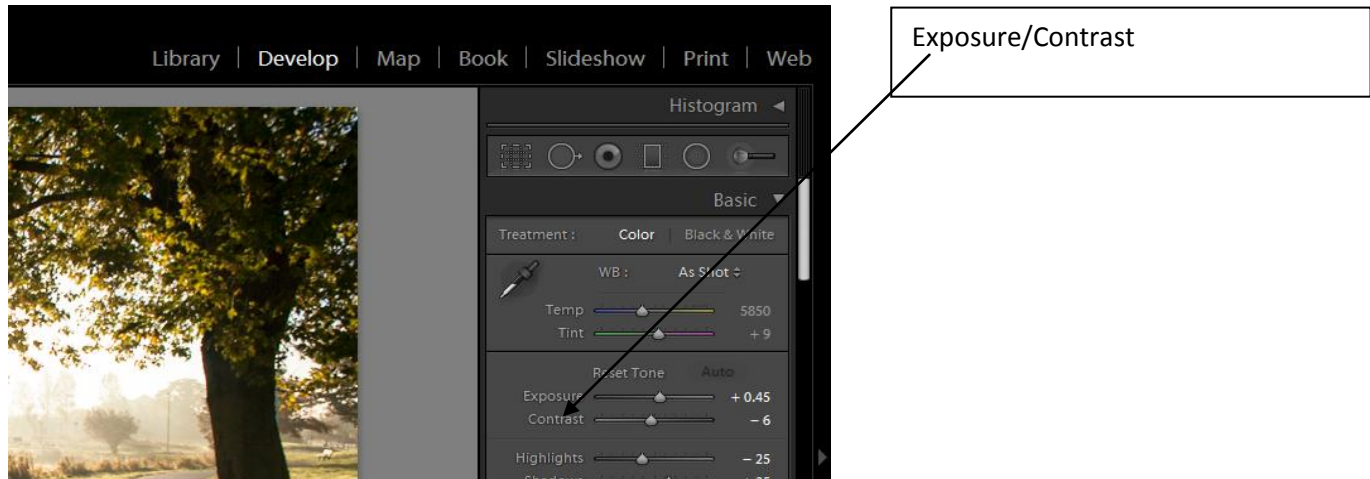 Exposure/Contrast
Library | Develop | Map | Book | Slideshow | Print | Web
Histogram
Basic
Treatment : Color | Black & White
WB : As Shot
Temp 5850
Tint + 9
Reset Tone Auto
Exposure + 0.45
Contrast - 6
Highlights - 25